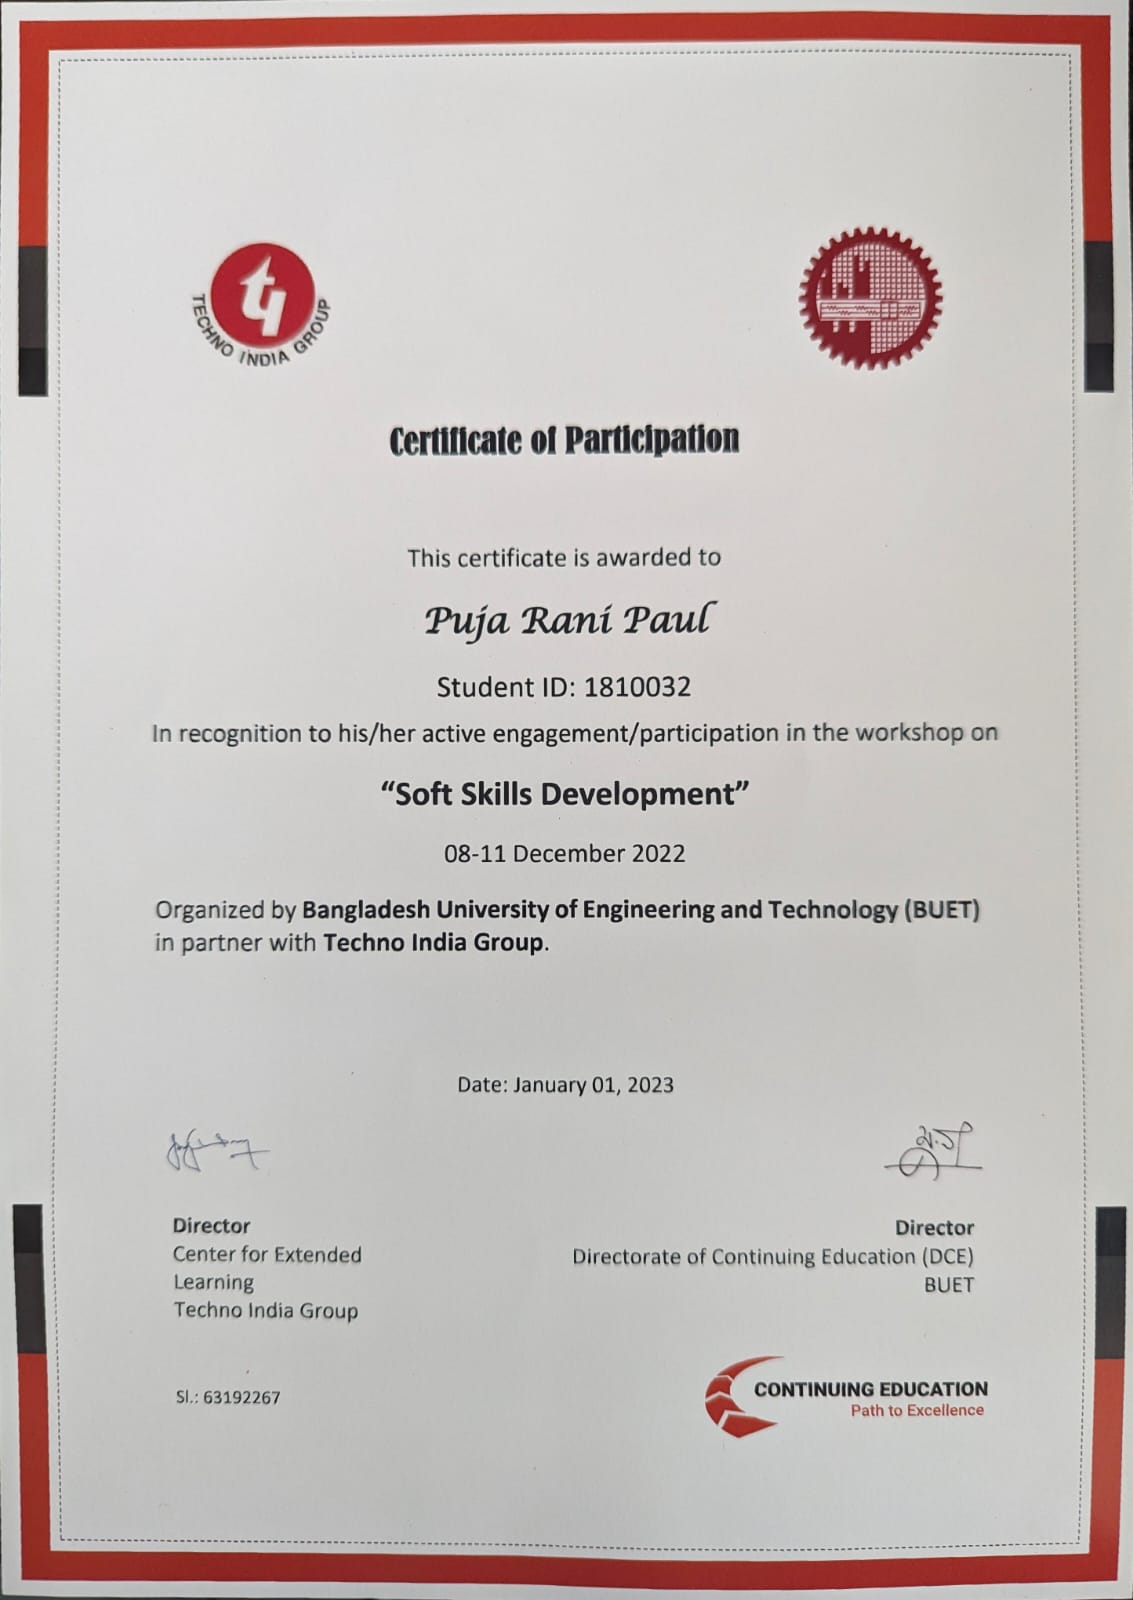 TECHNO INDIA GROUP
Certificate of Participation
This certificate is awarded to
Puja Rani Paul
Student ID: 1810032
In recognition to his/her active engagement/participation in the workshop on
“Soft Skills Development”
08-11 December 2022
Organized by Bangladesh University of Engineering and Technology (BUET)
in partner with Techno India Group.
Date: January 01, 2023
Director
Center for Extended
Learning
Techno India Group
Director
Directorate of Continuing Education (DCE)
BUET
Sl.: 63192267
CONTINUING EDUCATION
Path to Excellence